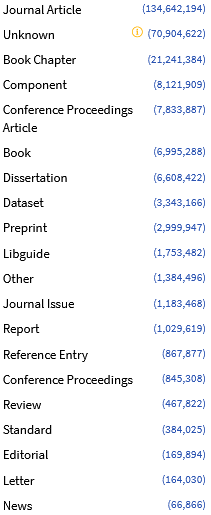 Journal Article (134,642,194)
Unknown (70,904,622)
Book Chapter (21,241,384)
Component (8,121,909)
Conference Proceedings (7,833,887)
Article
Book (6,995,288)
Dissertation (6,608,422)
Dataset (3,343,166)
Preprint (2,999,947)
Libguide (1,753,482)
Other (1,384,496)
Journal Issue (1,183,468)
Report (1,029,619)
Reference Entry (867,877)
Conference Proceedings (845,308)
Review (467,822)
Standard (384,025)
Editorial (169,894)
Letter (164,030)
News (66,866)